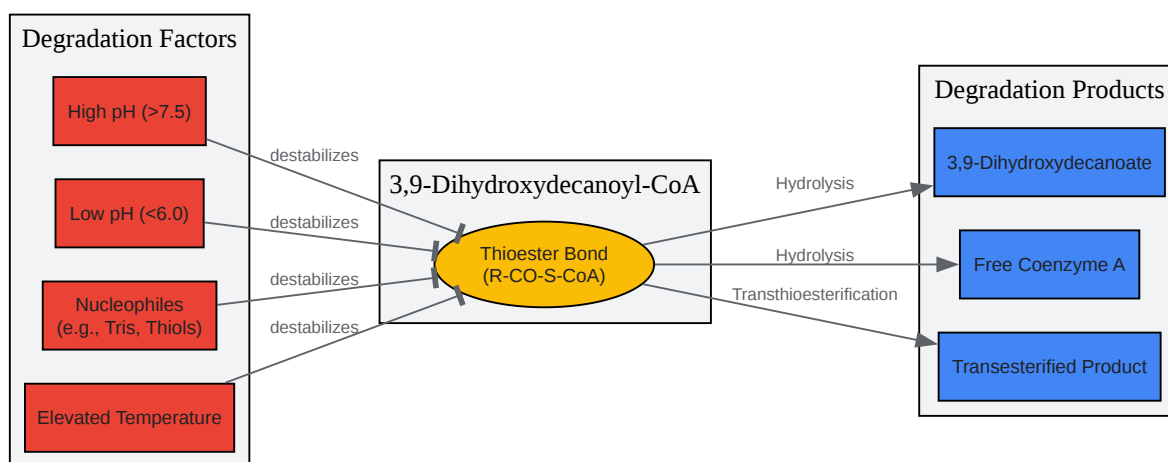 Degradation Factors
High pH (>7.5)
Low pH (<6.0)
Nucleophiles
(e.g., Tris, Thiols)
Elevated Temperature
destabilizes
destabilizes
destabilizes
destabilizes
3,9-Dihydroxydecanoyl-CoA
Thioester Bond
(R-CO-S-CoA)
Hydrolysis
Hydrolysis
Transthioesterification
Degradation Products
3,9-Dihydroxydecanoate
Free Coenzyme A
Transesterified Product